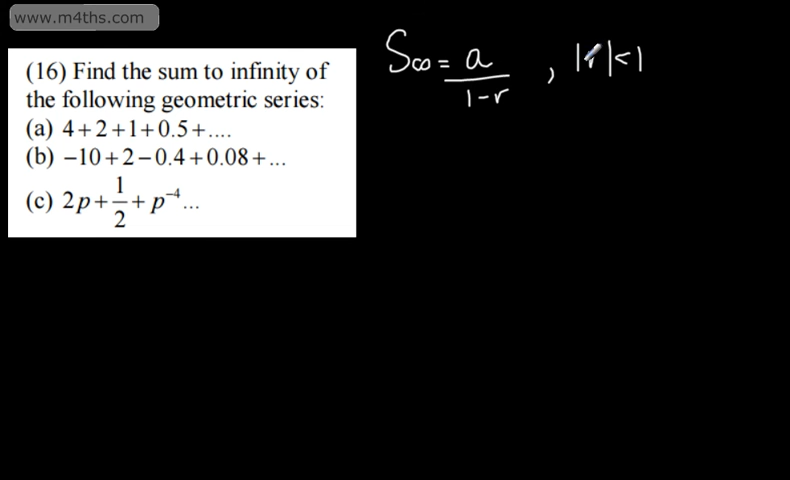 www.m4ths.com
(16) Find the sum to infinity of
the following geometric series:
(a) 4+2+1+0.5+....
(b) −10+2−0.4+0.08+...
(c) 2p+1/2+p⁻⁴...
S∞ = a/(1-r) , |r|<1